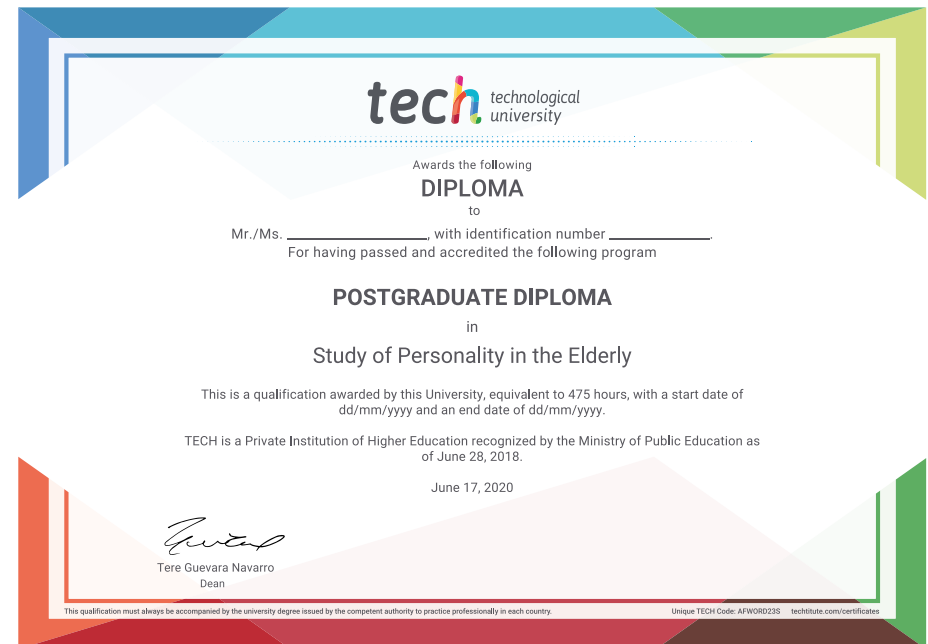 tech technological
university
Awards the following
DIPLOMA
to
Mr./Ms. ____________________, with identification number ______________.
For having passed and accredited the following program
POSTGRADUATE DIPLOMA
in
Study of Personality in the Elderly
This is a qualification awarded by this University, equivalent to 475 hours, with a start date of
dd/mm/yyyy and an end date of dd/mm/yyyy.
TECH is a Private Institution of Higher Education recognized by the Ministry of Public Education as
of June 28, 2018.
June 17, 2020
Tere Guevara Navarro
Dean
This qualification must always be accompanied by the university degree issued by the competent authority to practice professionally in each country. Unique TECH Code: AFWORD23S techtitute.com/certificates